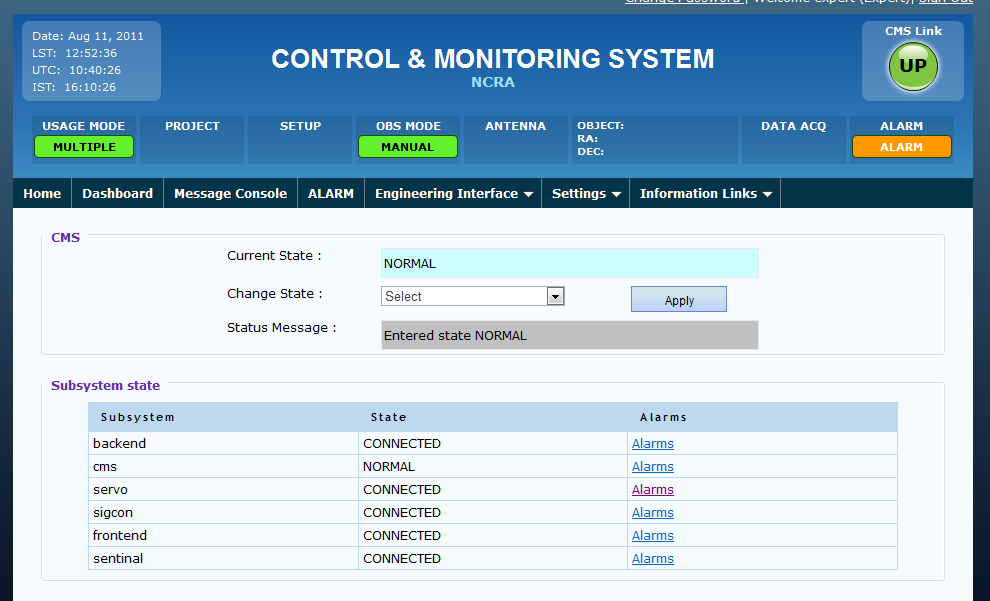 Change Password | Welcome expert (Expert)| Sign Out
Date: Aug 11, 2011
LST: 12:52:36
UTC: 10:40:26
IST: 16:10:26
CONTROL & MONITORING SYSTEM
NCRA
CMS Link
UP
USAGE MODE
MULTIPLE
PROJECT
SETUP
OBS MODE
MANUAL
ANTENNA
OBJECT:
RA:
DEC:
DATA ACQ
ALARM
ALARM
Home Dashboard Message Console ALARM Engineering Interface Settings Information Links
CMS
Current State : NORMAL
Change State : Select Apply
Status Message : Entered state NORMAL
Subsystem state
Subsystem State Alarms
backend CONNECTED Alarms
cms NORMAL Alarms
servo CONNECTED Alarms
sigcon CONNECTED Alarms
frontend CONNECTED Alarms
sentinal CONNECTED Alarms